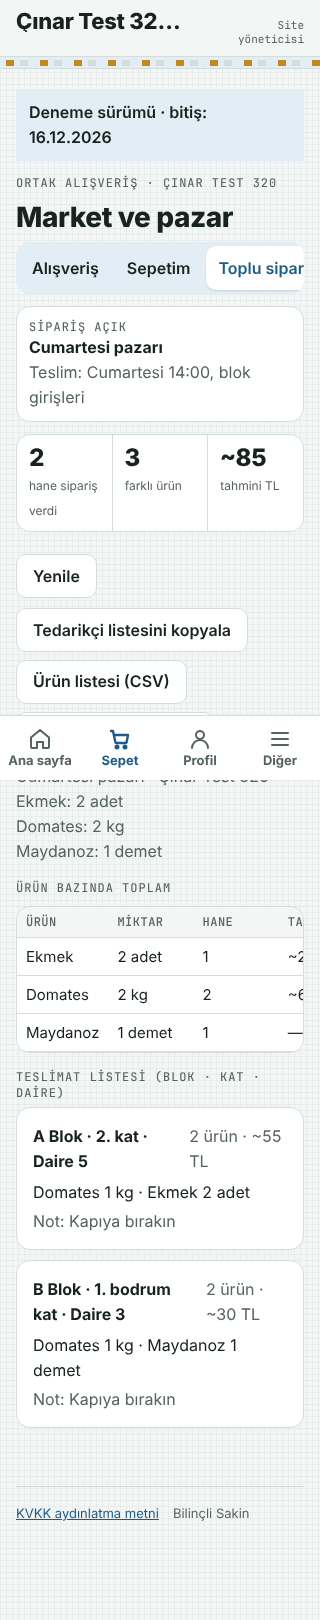 Çınar Test 32...
Site
yöneticisi
Deneme sürümü · bitiş:
16.12.2026
ORTAK ALIŞVERİŞ · ÇINAR TEST 320
Market ve pazar
Alışveriş
Sepetim
Toplu sipar
SİPARİŞ AÇIK
Cumartesi pazarı
Teslim: Cumartesi 14:00, blok
girişleri
2
hane sipariş
verdi
3
farklı ürün
~85
tahmini TL
Yenile
Tedarikçi listesini kopyala
Ürün listesi (CSV)
Ana sayfa
Sepet
Profil
Diğer
Ekmek: 2 adet
Domates: 2 kg
Maydanoz: 1 demet
ÜRÜN BAZINDA TOPLAM
ÜRÜN MİKTAR HANE TA
Ekmek 2 adet 1 ~2
Domates 2 kg 2 ~6
Maydanoz 1 demet 1 —
TESLİMAT LİSTESİ (BLOK · KAT ·
DAİRE)
A Blok · 2. kat ·
Daire 5
2 ürün · ~55
TL
Domates 1 kg · Ekmek 2 adet
Not: Kapıya bırakın
B Blok · 1. bodrum
kat · Daire 3
2 ürün ·
~30 TL
Domates 1 kg · Maydanoz 1
demet
Not: Kapıya bırakın
KVKK aydınlatma metni
Bilinçli Sakin